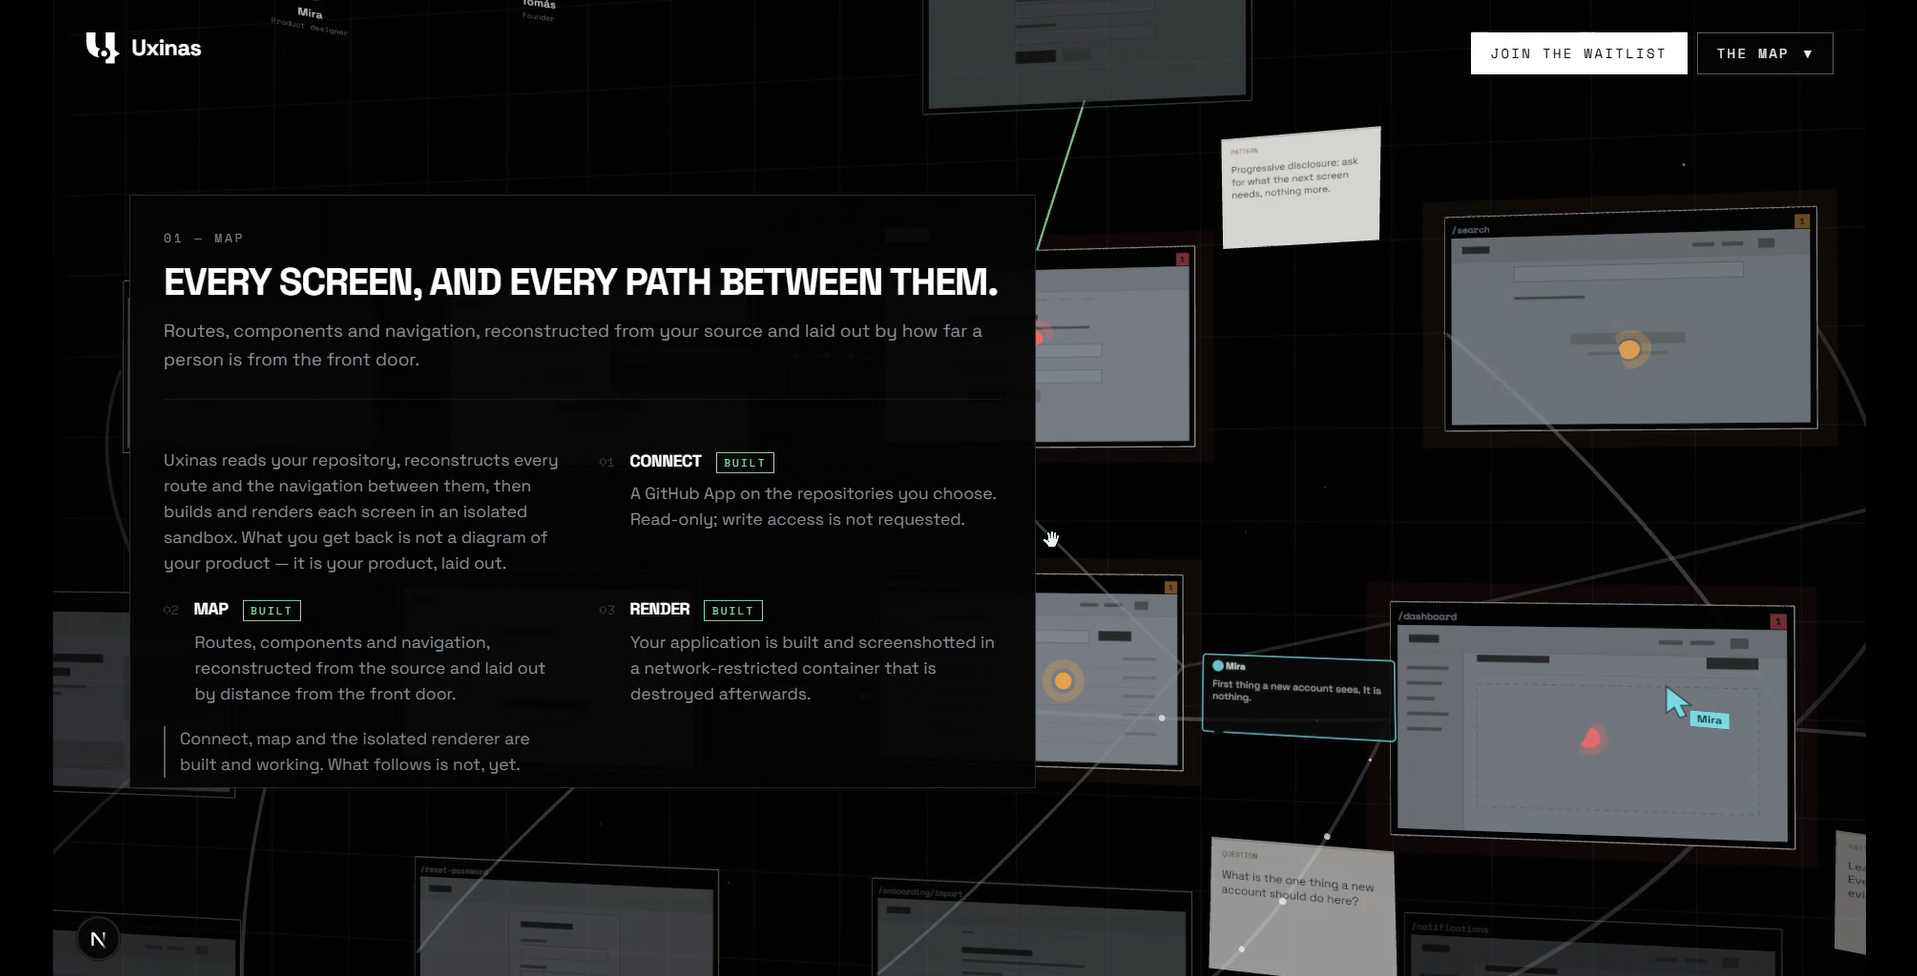 Mira
Product designer
Tomás
Founder
Uxinas
JOIN THE WAITLIST
THE MAP ▼
PATTERN
Progressive disclosure: ask
for what the next screen
needs, nothing more.
/search
1
1
01 — MAP
EVERY SCREEN, AND EVERY PATH BETWEEN THEM.
Routes, components and navigation, reconstructed from your source and laid out by how far a
person is from the front door.
Uxinas reads your repository, reconstructs every
route and the navigation between them, then
builds and renders each screen in an isolated
sandbox. What you get back is not a diagram of
your product — it is your product, laid out.
01 CONNECT BUILT
A GitHub App on the repositories you choose.
Read-only; write access is not requested.
02 MAP BUILT
Routes, components and navigation,
reconstructed from the source and laid out
by distance from the front door.
03 RENDER BUILT
Your application is built and screenshotted in
a network-restricted container that is
destroyed afterwards.
Connect, map and the isolated renderer are
built and working. What follows is not, yet.
1
Mira
First thing a new account sees. It is
nothing.
/dashboard
1
Mira
QUESTION
What is the one thing a new
account should do here?
/reset-password
/onboarding/import
/notifications
N